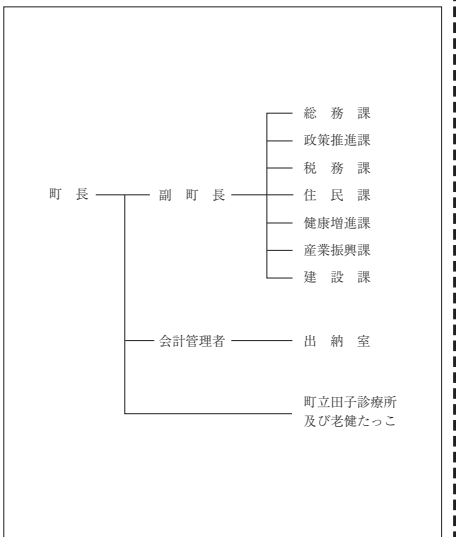 総務課
政策推進課
税務課
町長 副町長 住民課
健康増進課
産業振興課
建設課
会計管理者 出納室
町立田子診療所
及び老健たっこ